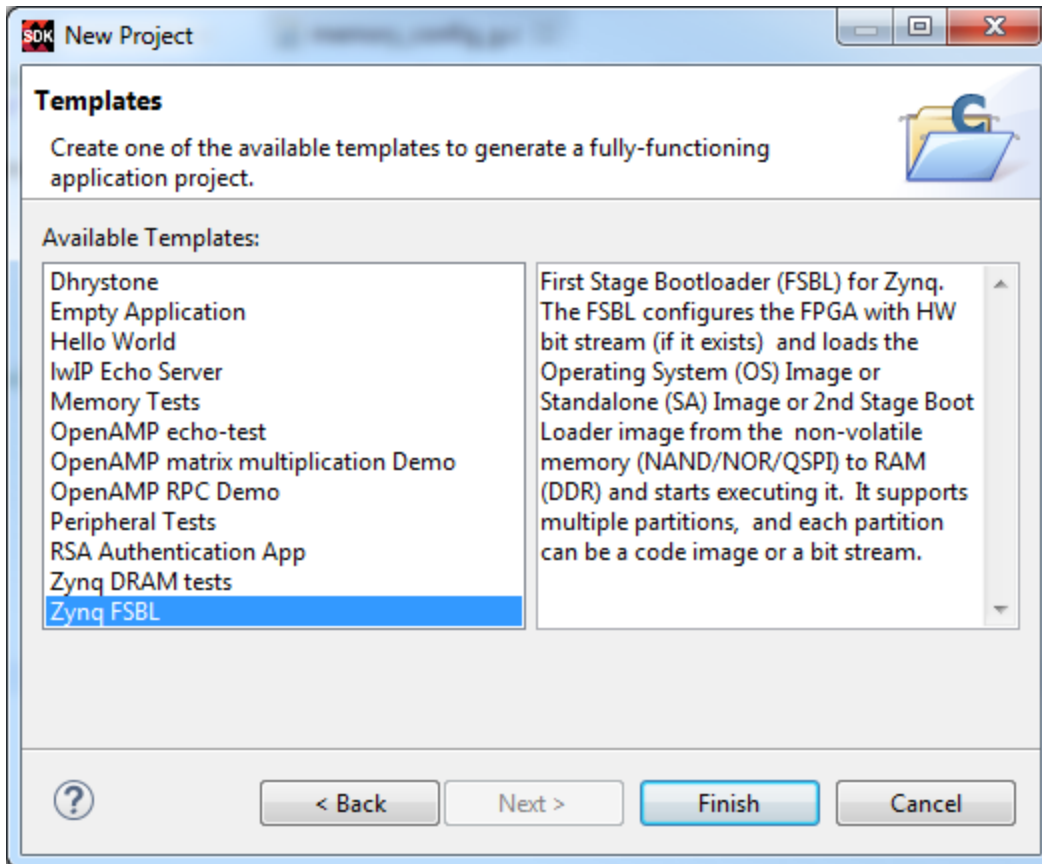 SDK New Project
Templates
Create one of the available templates to generate a fully-functioning
application project.
Available Templates:
Dhrystone
Empty Application
Hello World
lwIP Echo Server
Memory Tests
OpenAMP echo-test
OpenAMP matrix multiplication Demo
OpenAMP RPC Demo
Peripheral Tests
RSA Authentication App
Zynq DRAM tests
Zynq FSBL
First Stage Bootloader (FSBL) for Zynq.
The FSBL configures the FPGA with HW
bit stream (if it exists)  and loads the
Operating System (OS) Image or
Standalone (SA) Image or 2nd Stage Boot
Loader image from the  non-volatile
memory (NAND/NOR/QSPI) to RAM
(DDR) and starts executing it.  It supports
multiple partitions,  and each partition
can be a code image or a bit stream.
< Back
Next >
Finish
Cancel